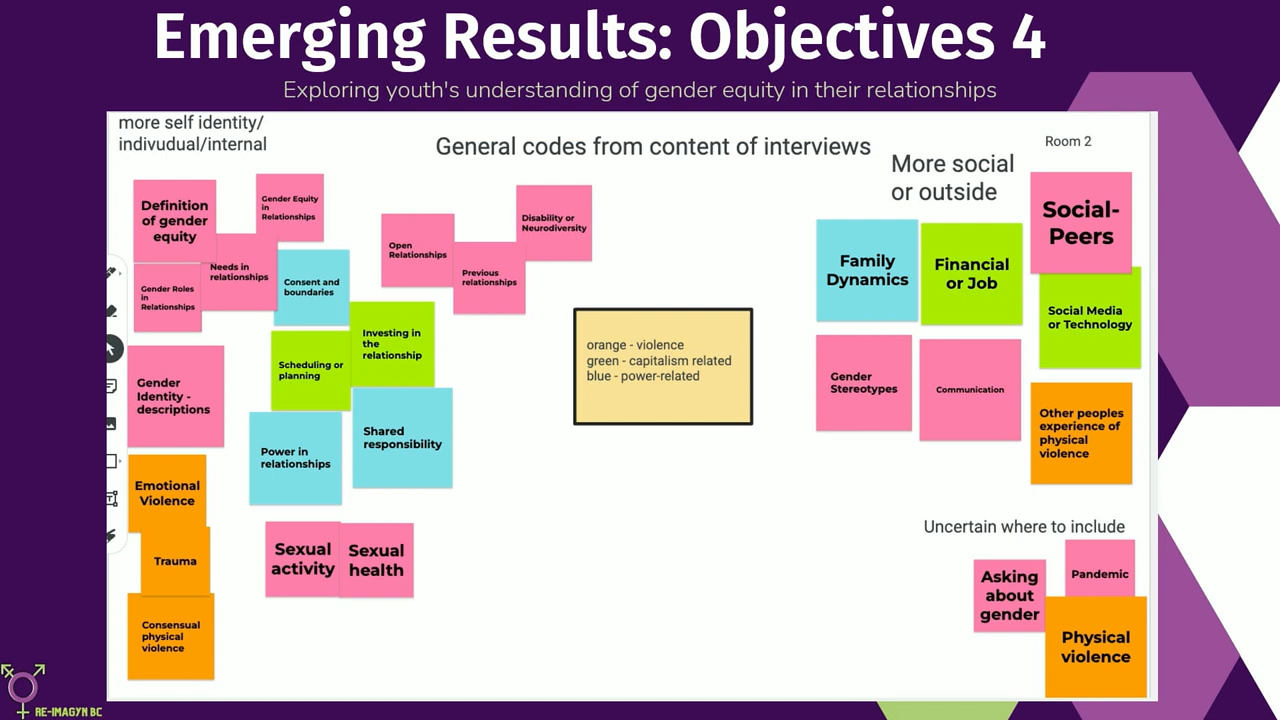 Emerging Results: Objectives 4
Exploring youth's understanding of gender equity in their relationships
more self identity/
indivudual/internal
General codes from content of interviews
Room 2
More social
or outside
Definition
of gender
equity
Gender Equity
in
Relationships
Needs in
relationships
Gender Roles
in
Relationships
Consent and
boundaries
Open
Relationships
Previous
relationships
Disability or
Neurodiversity
Investing in
the
relationship
Scheduling or
planning
Gender
Identity -
descriptions
Power in
relationships
Shared
responsibility
Emotional
Violence
Trauma
Consensual
physical
violence
Sexual
activity
Sexual
health
orange - violence
green - capitalism related
blue - power-related
Family
Dynamics
Financial
or Job
Social-
Peers
Social Media
or Technology
Gender
Stereotypes
Communication
Other peoples
experience of
physical
violence
Uncertain where to include
Asking
about
gender
Pandemic
Physical
violence
RE-IMAGYN BC